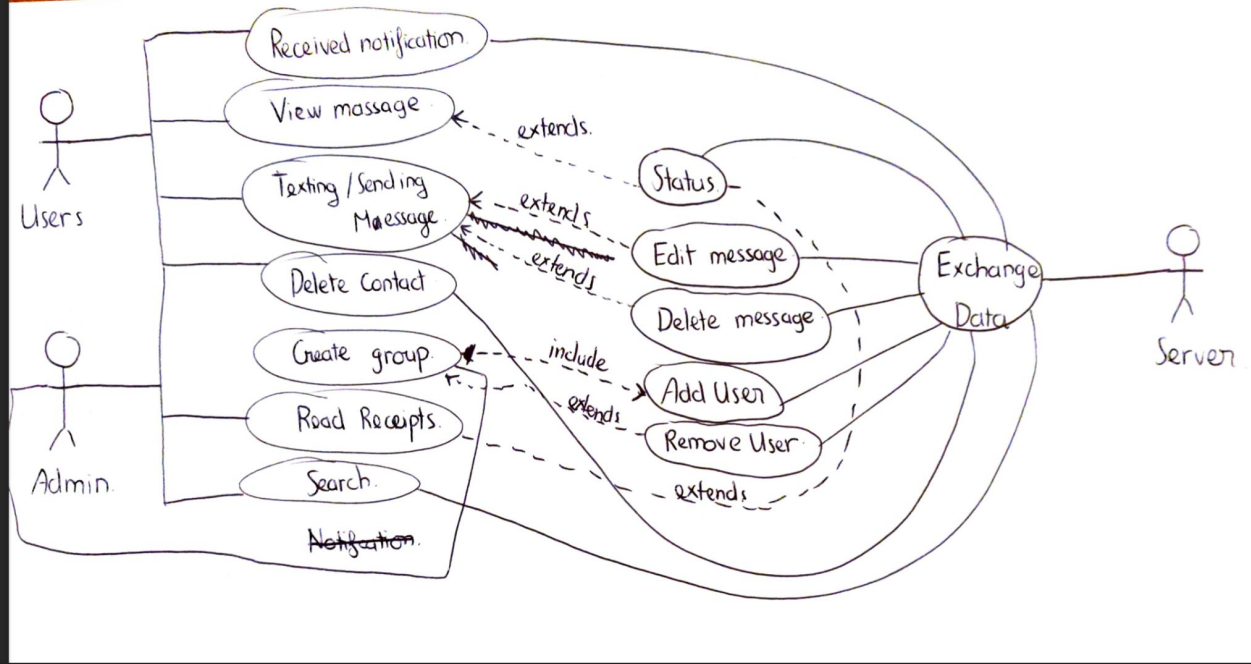 Received notification
View massage
extends.
Users
Texting/Sending
Message
extends
extends
Status
Edit message
Delete message
Delete Contact
Create group
include
Add User
extends
Remove User
Exchange
Data
Server
Admin.
Road Receipts.
extends
Search.
Notifcation.